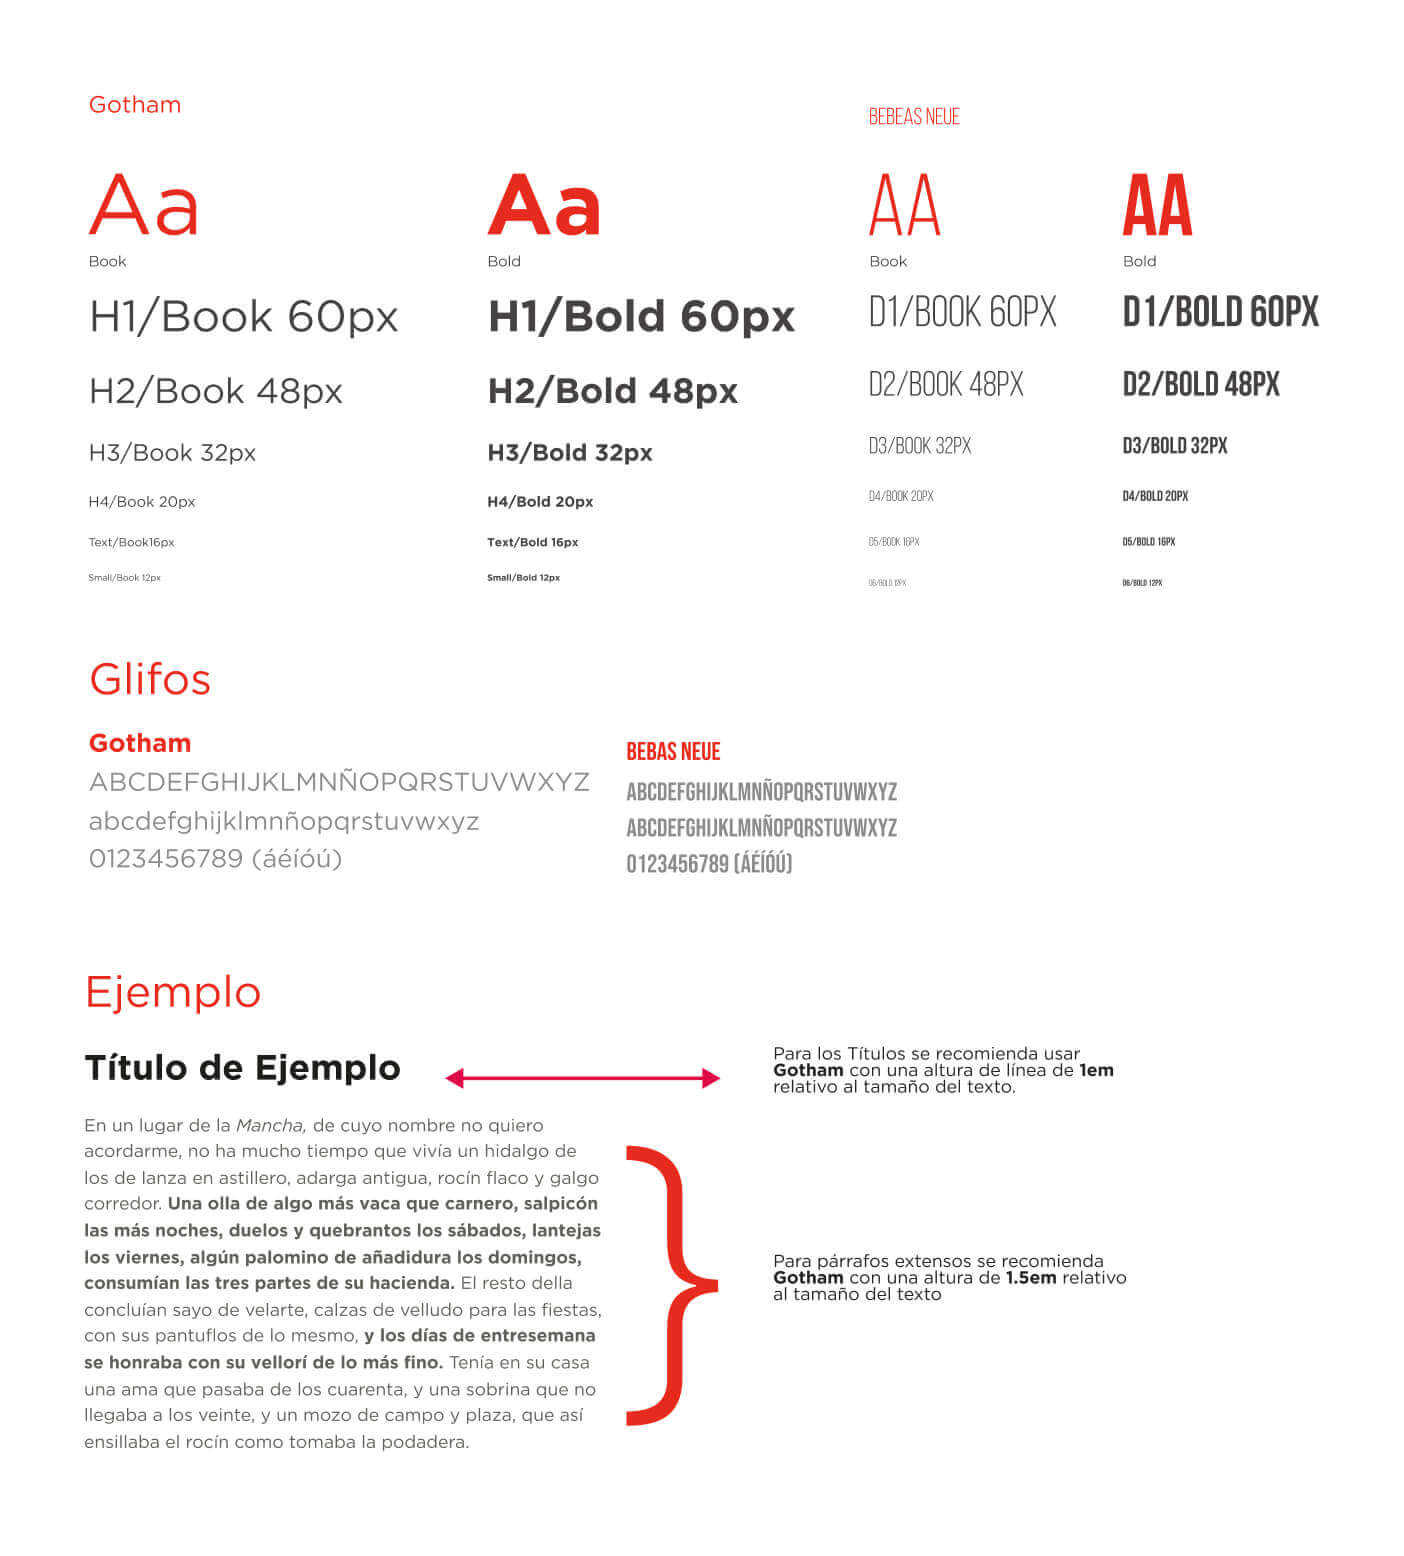 Gotham
Aa
Book
H1/Book 60px
H2/Book 48px
H3/Book 32px
H4/Book 20px
Text/Book16px
Small/Book 12px
Aa
Bold
H1/Bold 60px
H2/Bold 48px
H3/Bold 32px
H4/Bold 20px
Text/Bold 16px
Small/Bold 12px
BEBEAS NEUE
AA
Book
D1/BOOK 60PX
D2/BOOK 48PX
D3/BOOK 32PX
D4/BOOK 20PX
D5/BOOK 16PX
D6/BOLD 12PX
AA
Bold
D1/BOLD 60PX
D2/BOLD 48PX
D3/BOLD 32PX
D4/BOLD 20PX
D5/BOLD 16PX
D6/BOLD 12PX
Glifos
Gotham
ABCDEFGHIJKLMNÑOPQRSTUVWXYZ
abcdefghijklmnñopqrstuvwxyz
0123456789 (áéíóú)
BEBAS NEUE
ABCDEFGHIJKLMNÑOPQRSTUVWXYZ
ABCDEFGHIJKLMNÑOPQRSTUVWXYZ
0123456789 (ÁÉÍÓÚ)
Ejemplo
Título de Ejemplo
Para los Títulos se recomienda usar
Gotham con una altura de línea de 1em
relativo al tamaño del texto.
En un lugar de la Mancha, de cuyo nombre no quiero
acordarme, no ha mucho tiempo que vivía un hidalgo de
los de lanza en astillero, adarga antigua, rocín flaco y galgo
corredor. Una olla de algo más vaca que carnero, salpicón
las más noches, duelos y quebrantos los sábados, lantejas
los viernes, algún palomino de añadidura los domingos,
consumían las tres partes de su hacienda. El resto della
concluían sayo de velarte, calzas de velludo para las fiestas,
con sus pantuflos de lo mesmo, y los días de entresemana
se honraba con su vellorí de lo más fino. Tenía en su casa
una ama que pasaba de los cuarenta, y una sobrina que no
llegaba a los veinte, y un mozo de campo y plaza, que así
ensillaba el rocín como tomaba la podadera.
Para párrafos extensos se recomienda
Gotham con una altura de 1.5em relativo
al tamaño del texto